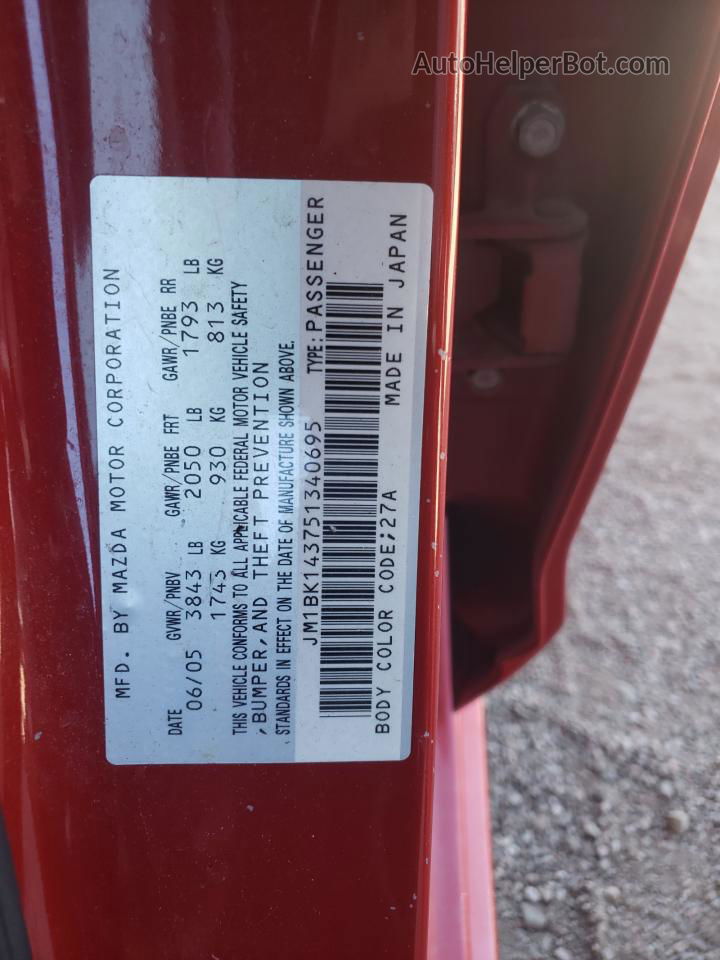 AutoHelperBot.com
MFD. BY MAZDA MOTOR CORPORATION
DATE GVWR/PNBV GAWR/PNBE FRT GAWR/PNBE RR
06/05 3843 LB 2050 LB 1793 LB
1743 KG 930 KG 813 KG
THIS VEHICLE CONFORMS TO ALL APPLICABLE FEDERAL MOTOR VEHICLE SAFETY
,BUMPER,AND THEFT PREVENTION
STANDARDS IN EFFECT ON THE DATE OF MANUFACTURE SHOWN ABOVE.
JM1BK143751340695 TYPE:PASSENGER
BODY COLOR CODE;27A MADE IN JAPAN